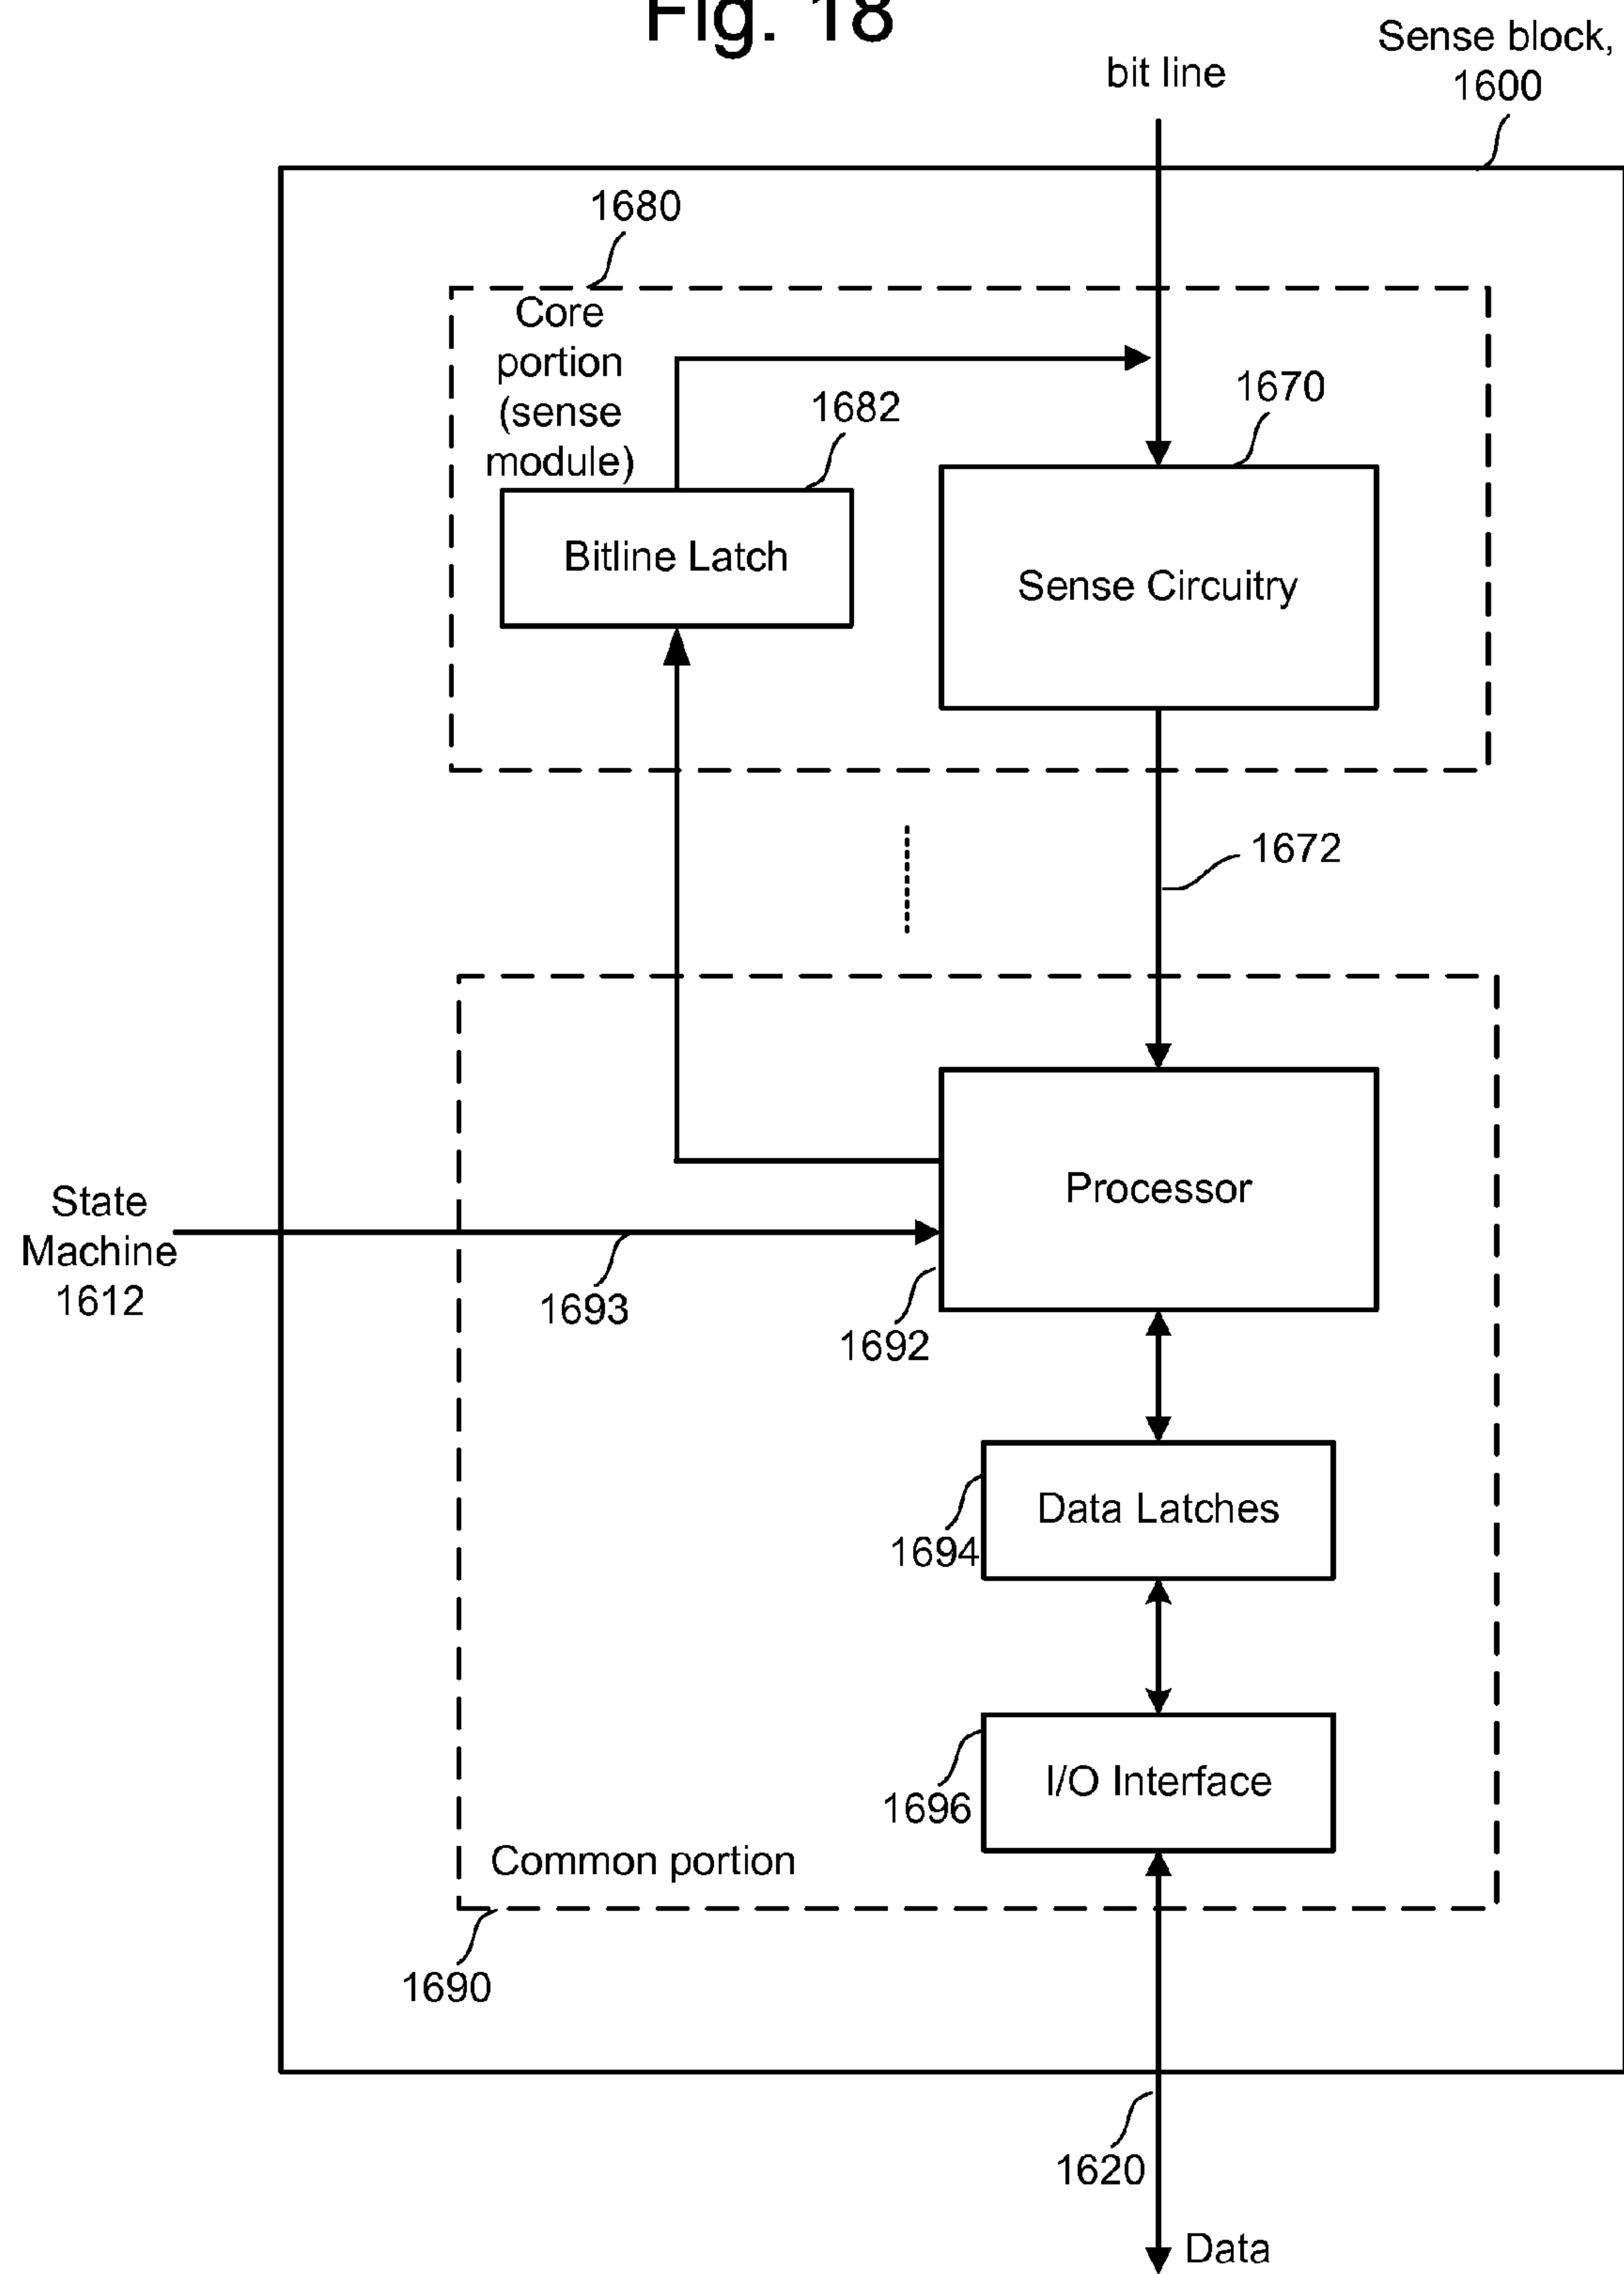 Fig. 18
Sense block,
1600
bit line
1680
Core
portion
(sense
module)
1682
1670
Bitline Latch
Sense Circuitry
1672
Processor
State
Machine
1612
1693
1692
Data Latches
1694
I/O Interface
1696
Common portion
1690
1620
Data